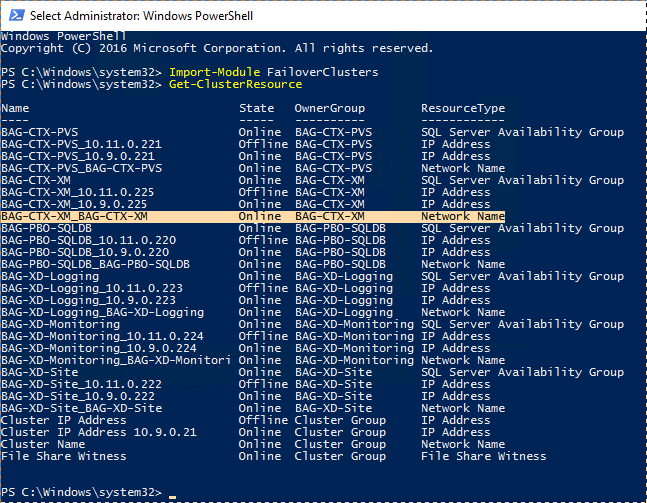 Select Administrator: Windows PowerShell
Windows PowerShell
Copyright (C) 2016 Microsoft Corporation. All rights reserved.
PS C:\Windows\system32> Import-Module FailoverClusters
PS C:\Windows\system32> Get-ClusterResource
Name State OwnerGroup ResourceType
---- ----- ---------- ------------
BAG-CTX-PVS Online BAG-CTX-PVS SQL Server Availability Group
BAG-CTX-PVS_10.11.0.221 Offline BAG-CTX-PVS IP Address
BAG-CTX-PVS_10.9.0.221 Online BAG-CTX-PVS IP Address
BAG-CTX-PVS_BAG-CTX-PVS Online BAG-CTX-PVS Network Name
BAG-CTX-XM Online BAG-CTX-XM SQL Server Availability Group
BAG-CTX-XM_10.11.0.225 Offline BAG-CTX-XM IP Address
BAG-CTX-XM_10.9.0.225 Online BAG-CTX-XM IP Address
BAG-CTX-XM_BAG-CTX-XM Online BAG-CTX-XM Network Name
BAG-PBO-SQLDB Online BAG-PBO-SQLDB SQL Server Availability Group
BAG-PBO-SQLDB_10.11.0.220 Offline BAG-PBO-SQLDB IP Address
BAG-PBO-SQLDB_10.9.0.220 Online BAG-PBO-SQLDB IP Address
BAG-PBO-SQLDB_BAG-PBO-SQLDB Online BAG-PBO-SQLDB Network Name
BAG-XD-Logging Online BAG-XD-Logging SQL Server Availability Group
BAG-XD-Logging_10.11.0.223 Offline BAG-XD-Logging IP Address
BAG-XD-Logging_10.9.0.223 Online BAG-XD-Logging IP Address
BAG-XD-Logging_BAG-XD-Logging Online BAG-XD-Logging Network Name
BAG-XD-Monitoring Online BAG-XD-Monitoring SQL Server Availability Group
BAG-XD-Monitoring_10.11.0.224 Offline BAG-XD-Monitoring IP Address
BAG-XD-Monitoring_10.9.0.224 Online BAG-XD-Monitoring IP Address
BAG-XD-Monitoring_BAG-XD-Monitori Online BAG-XD-Monitoring Network Name
BAG-XD-Site Online BAG-XD-Site SQL Server Availability Group
BAG-XD-Site_10.11.0.222 Offline BAG-XD-Site IP Address
BAG-XD-Site_10.9.0.222 Online BAG-XD-Site IP Address
BAG-XD-Site_BAG-XD-Site Online BAG-XD-Site Network Name
Cluster IP Address Offline Cluster Group IP Address
Cluster IP Address 10.9.0.21 Online Cluster Group IP Address
Cluster Name Online Cluster Group Network Name
File Share Witness Online Cluster Group File Share Witness
PS C:\Windows\system32> _